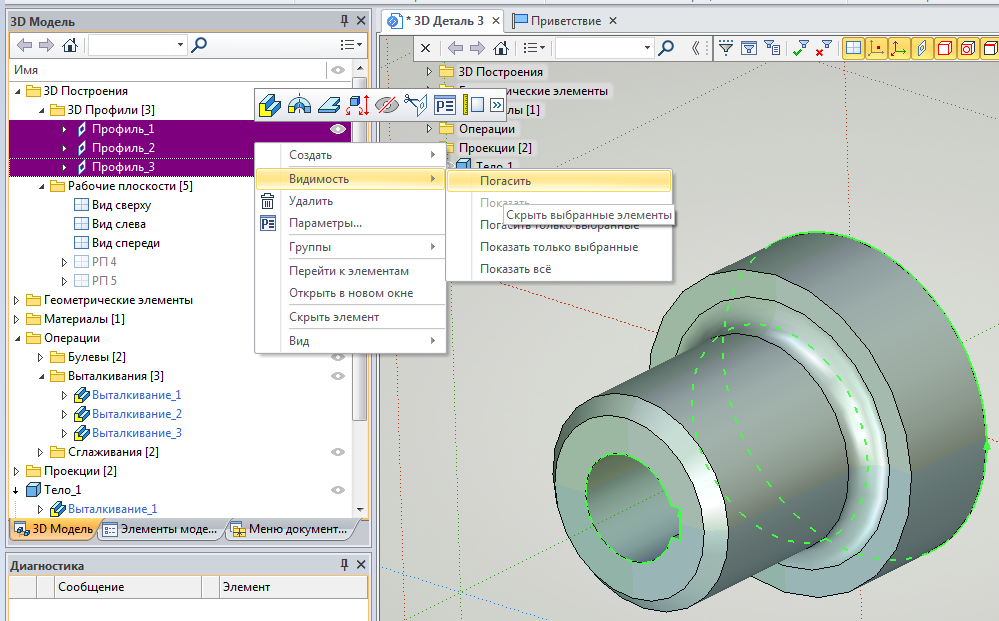 3D Модель
* 3D Деталь 3
Приветствие
Имя
3D Построения
3D Профили [3]
Профиль_1
Профиль_2
Профиль_3
Рабочие плоскости [5]
Вид сверху
Вид слева
Вид спереди
РП 4
РП 5
Геометрические элементы
Материалы [1]
Операции
Булевы [2]
Выталкивания [3]
Выталкивание_1
Выталкивание_2
Выталкивание_3
Сглаживания [2]
Проекции [2]
Тело_1
Выталкивание_1
3D Модель
Элементы моде...
Меню документ...
Диагностика
Сообщение
Элемент
Создать
Видимость
Удалить
Параметры...
Группы
Перейти к элементам
Открыть в новом окне
Скрыть элемент
Вид
Погасить
Показать
Скрыть выбранные элементы
Погасить только выбранные
Показать только выбранные
Показать всё
3D Построения
ические элементы
лы [1]
Операции
Проекции [2]
Тело_1